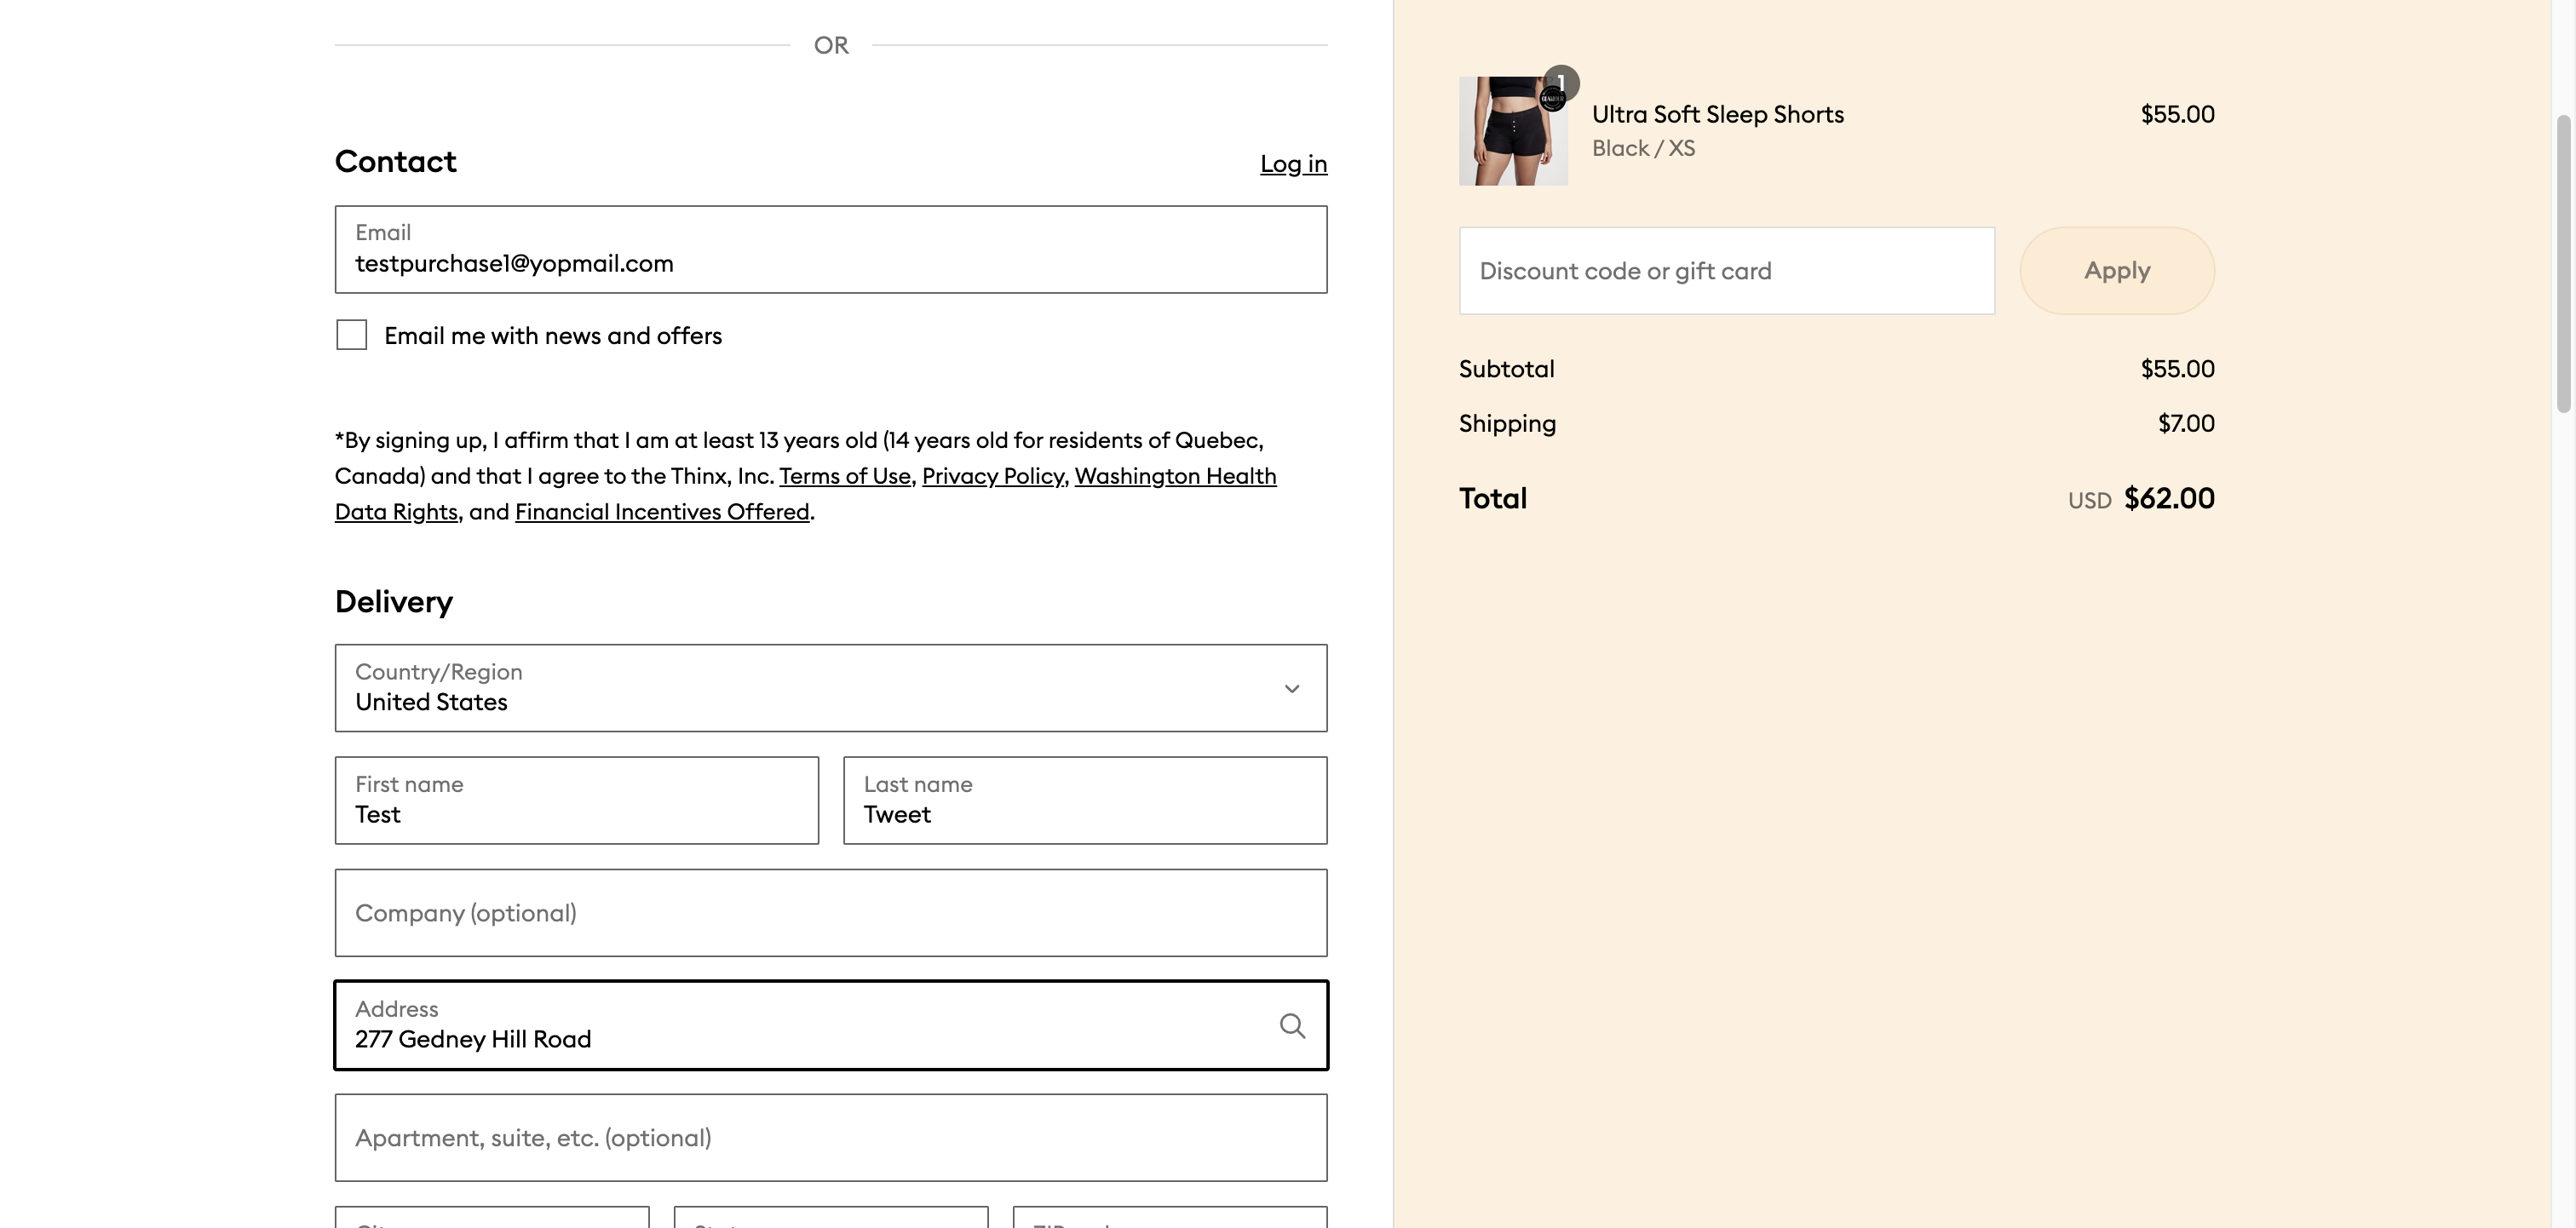 OR
Contact
Log in
Email
testpurchase1@yopmail.com
Email me with news and offers
*By signing up, I affirm that I am at least 13 years old (14 years old for residents of Quebec,
Canada) and that I agree to the Thinx, Inc. Terms of Use, Privacy Policy, Washington Health
Data Rights, and Financial Incentives Offered.
Delivery
Country/Region
United States
First name
Test
Last name
Tweet
Company (optional)
Address
277 Gedney Hill Road
Apartment, suite, etc. (optional)
1
Ultra Soft Sleep Shorts
$55.00
Black / XS
Discount code or gift card
Apply
Subtotal
$55.00
Shipping
$7.00
Total
USD $62.00